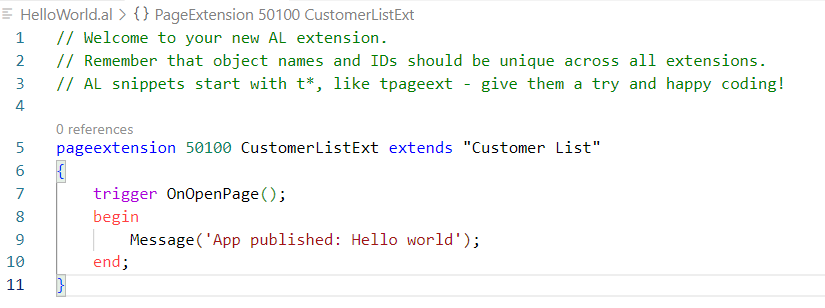 HelloWorld.al > {} PageExtension 50100 CustomerListExt
1 // Welcome to your new AL extension.
2 // Remember that object names and IDs should be unique across all extensions.
3 // AL snippets start with t*, like tpageext - give them a try and happy coding!
4
0 references
5 pageextension 50100 CustomerListExt extends "Customer List"
6 {
7     trigger OnOpenPage();
8     begin
9         Message('App published: Hello world');
10     end;
11 }